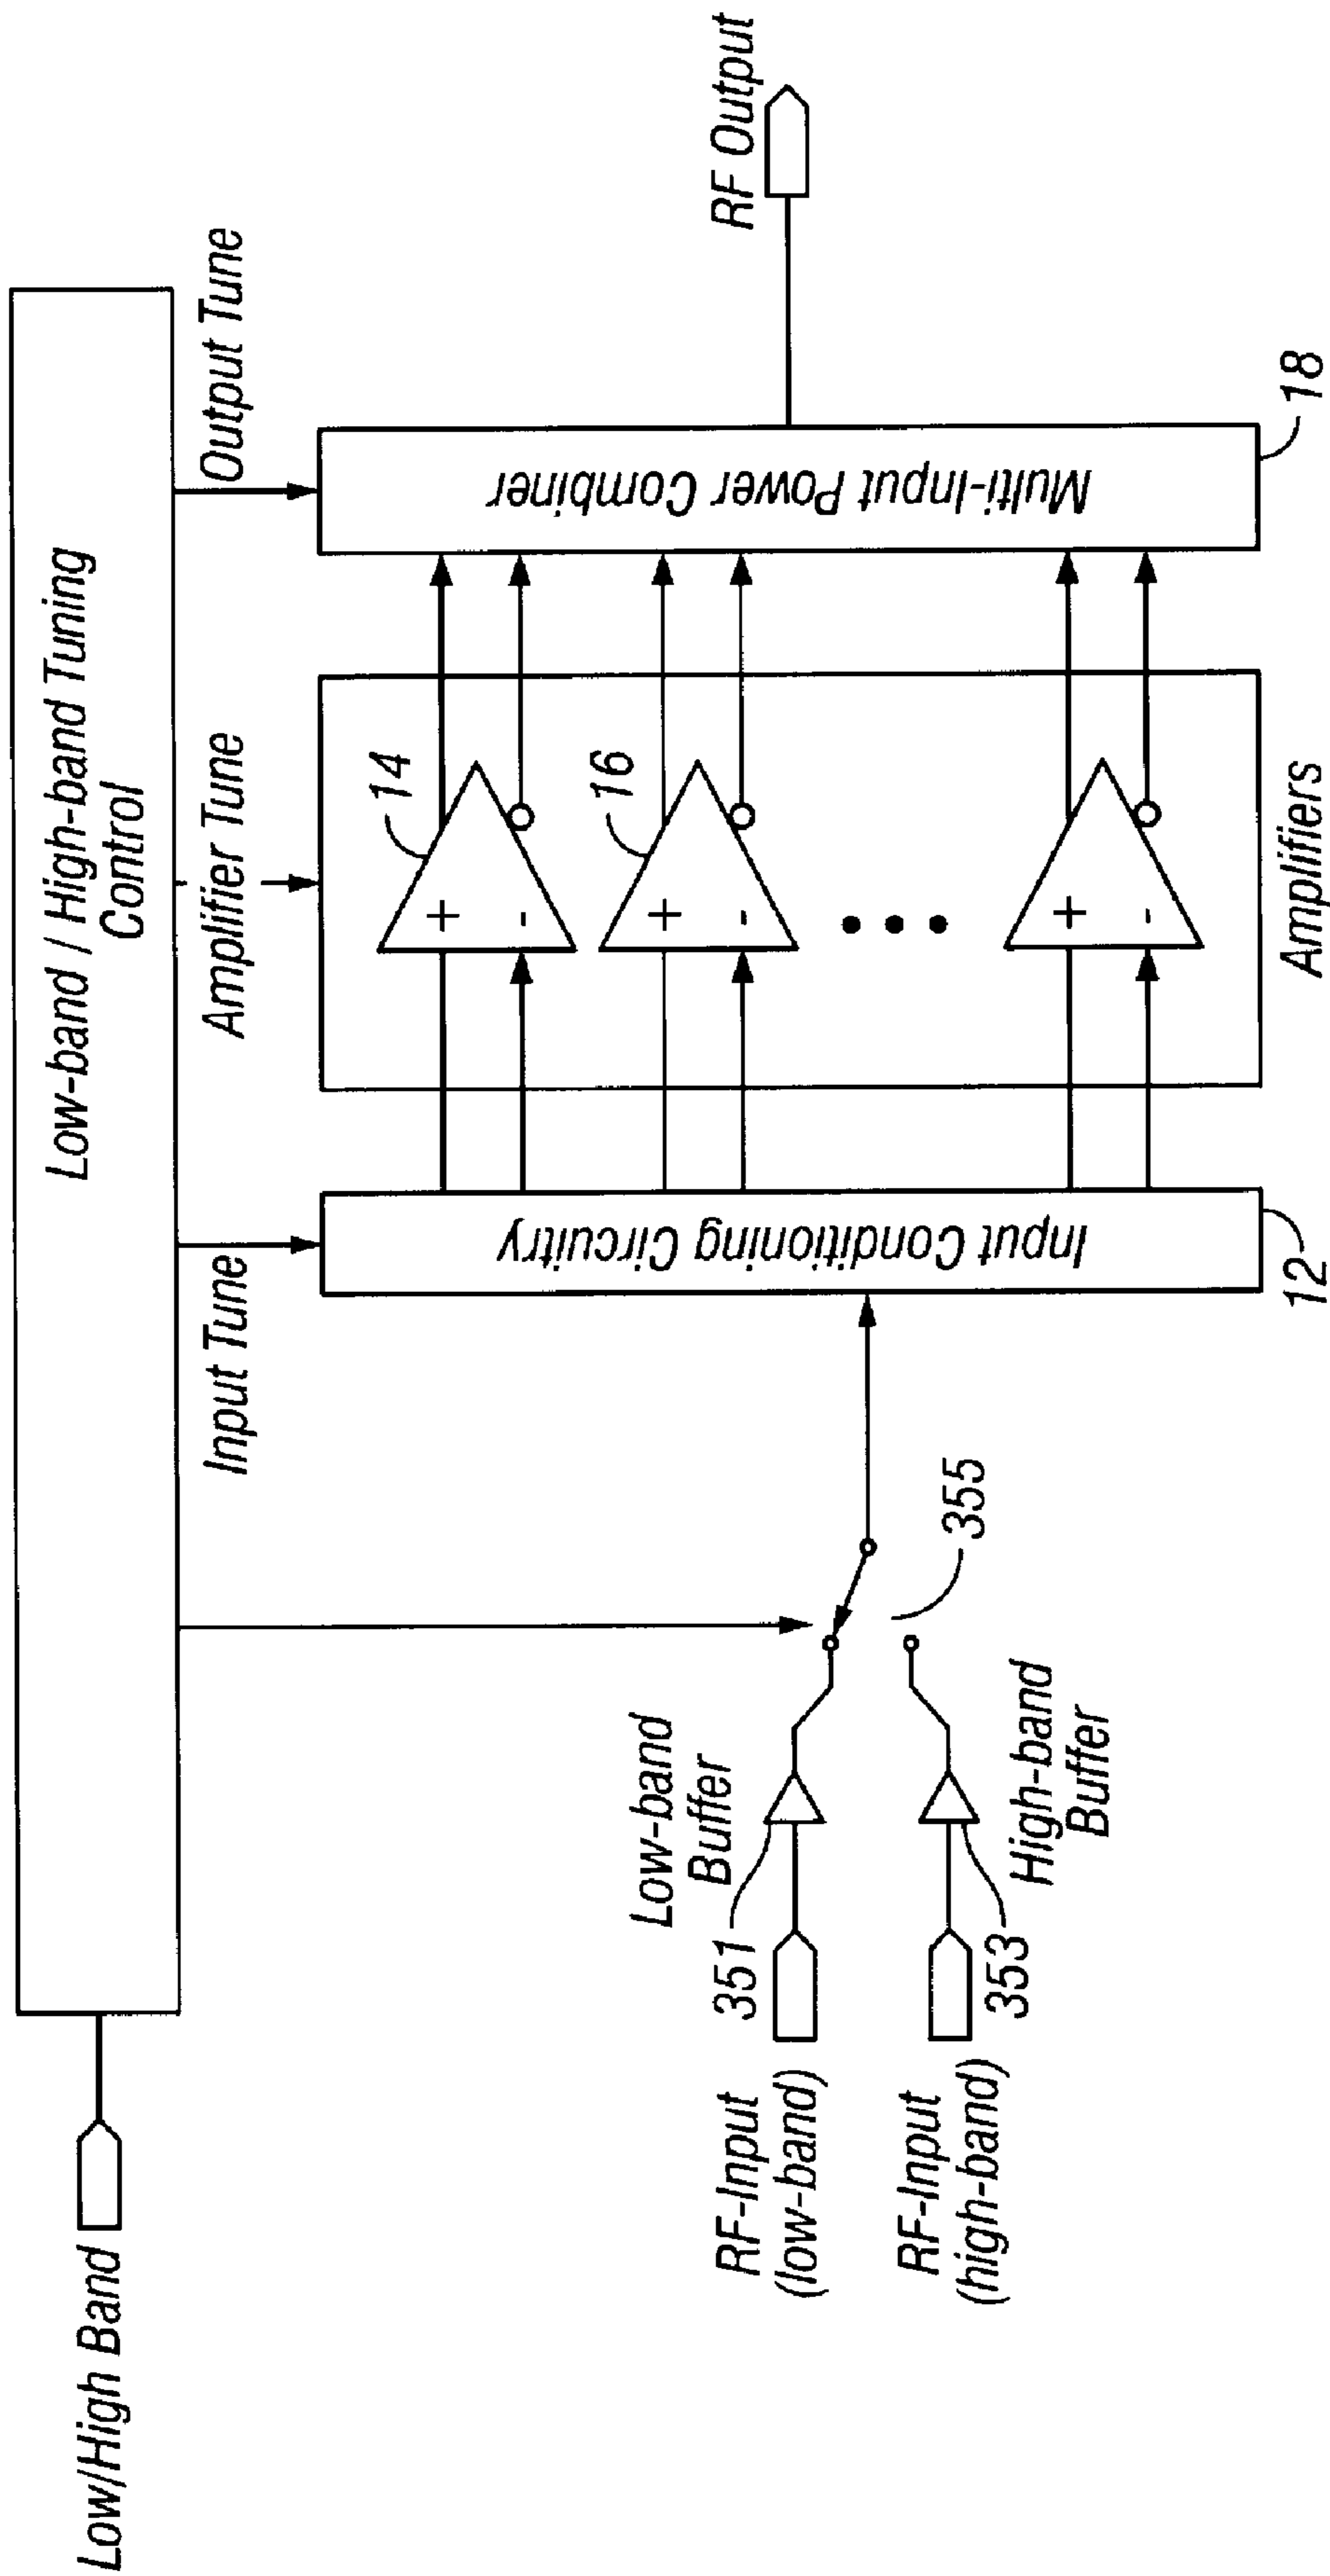 Low/High Band
Low-band / High-band Tuning
Control
Input Tune
Amplifier Tune
Output Tune
RF-Input
(low-band)
351
Low-band
Buffer
RF-Input
(high-band)
353
High-band
Buffer
355
Input Conditioning Circuitry
12
14
+
-
16
+
-
+
-
Amplifiers
Multi-Input Power Combiner
18
RF Output